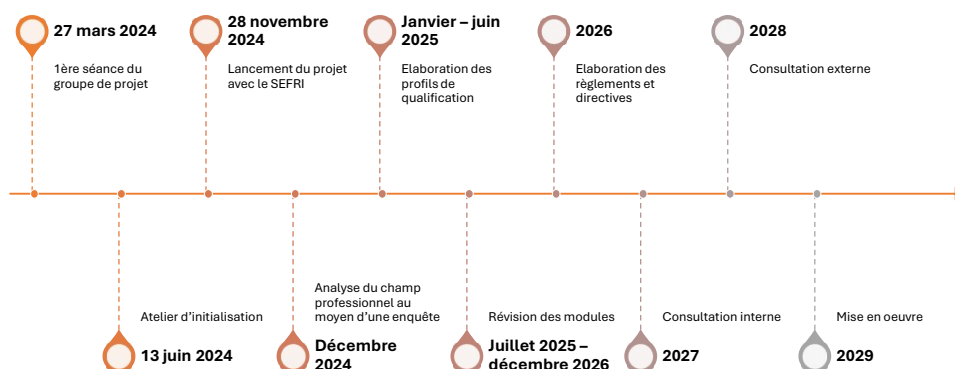 27 mars 2024
1ère séance du
groupe de projet
28 novembre
2024
Lancement du projet
avec le SEFRI
Janvier – juin
2025
Elaboration des
profils de
qualification
2026
Elaboration des
règlements et
directives
2028
Consultation externe
Atelier d’initialisation
13 juin 2024
Analyse du champ
professionnel au
moyen d’une enquête
Décembre
2024
Révision des modules
Juillet 2025 –
décembre 2026
Consultation interne
2027
Mise en oeuvre
2029